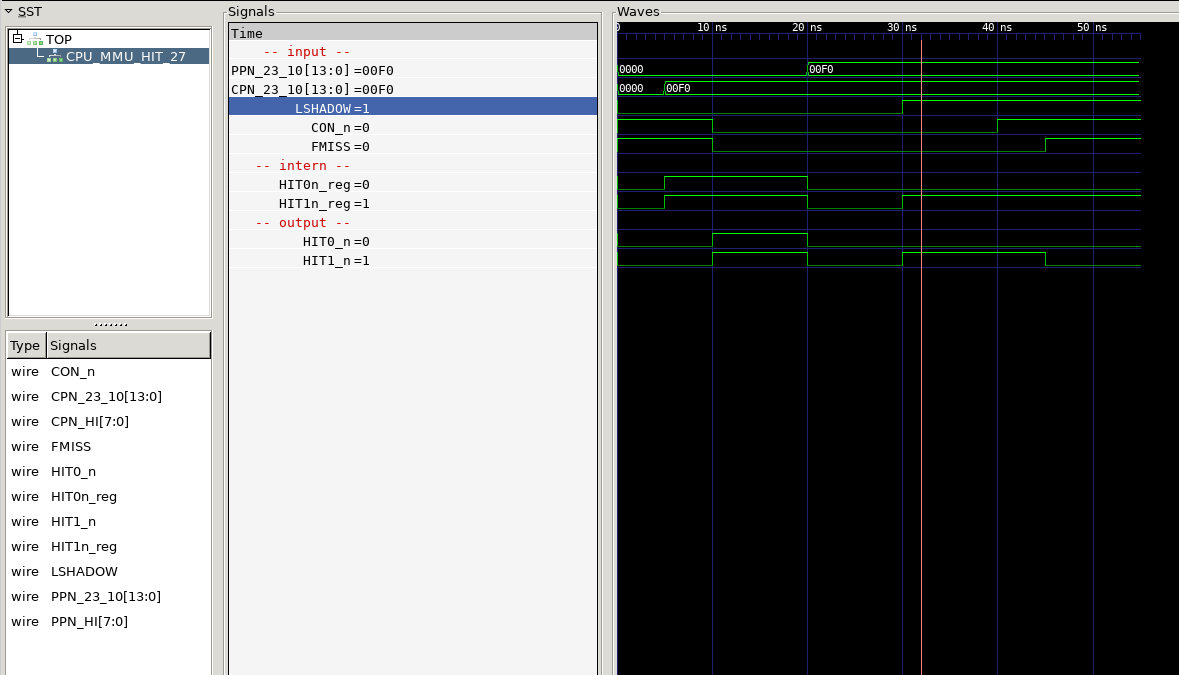 SST
TOP
CPU_MMU_HIT_27
Type Signals
wire CON_n
wire CPN_23_10[13:0]
wire CPN_HI[7:0]
wire FMISS
wire HIT0_n
wire HIT0n_reg
wire HIT1_n
wire HIT1n_reg
wire LSHADOW
wire PPN_23_10[13:0]
wire PPN_HI[7:0]
Signals
Time
-- input --
PPN_23_10[13:0] =00F0
CPN_23_10[13:0] =00F0
LSHADOW =1
CON_n =0
FMISS =0
-- intern --
HIT0n_reg =0
HIT1n_reg =1
-- output --
HIT0_n =0
HIT1_n =1
Waves
0 10 ns 20 ns 30 ns 40 ns 50 ns
0000 00F0
0000 00F0